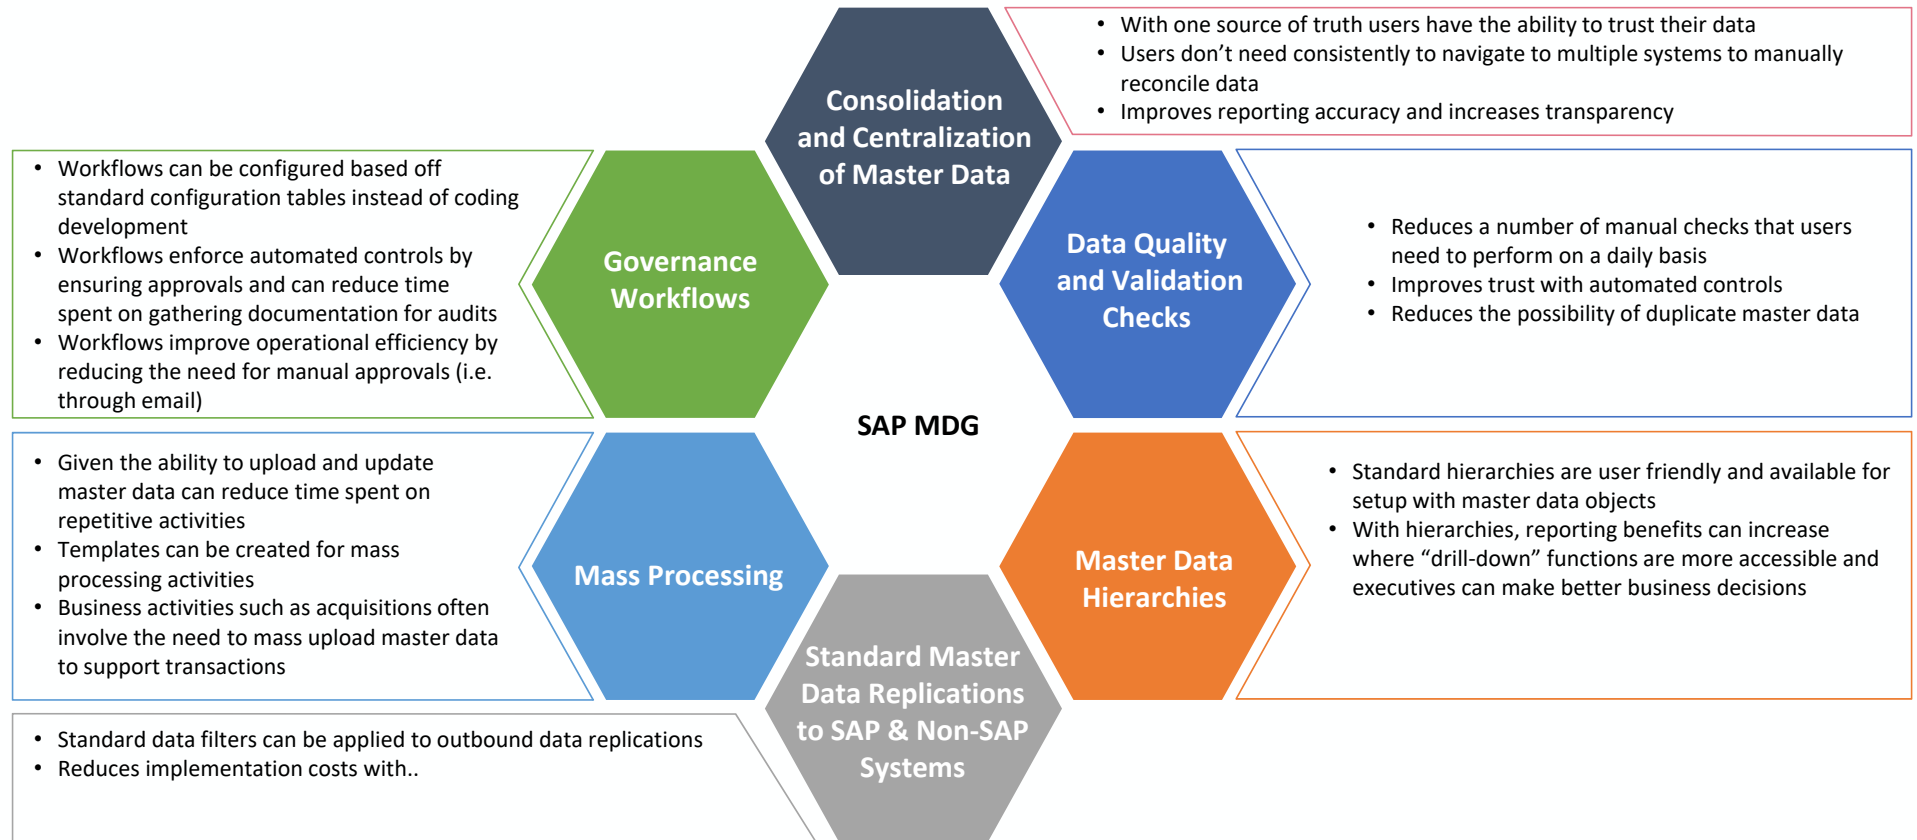 • With one source of truth users have the ability to trust their data
• Users don’t need consistently to navigate to multiple systems to manually
reconcile data
• Improves reporting accuracy and increases transparency
Consolidation
and Centralization
of Master Data
• Workflows can be configured based off
standard configuration tables instead of coding
development
• Workflows enforce automated controls by
ensuring approvals and can reduce time
spent on gathering documentation for audits
• Workflows improve operational efficiency by
reducing the need for manual approvals (i.e.
through email)
Governance
Workflows
Data Quality
and Validation
Checks
• Reduces a number of manual checks that users
need to perform on a daily basis
• Improves trust with automated controls
• Reduces the possibility of duplicate master data
SAP MDG
• Given the ability to upload and update
master data can reduce time spent on
repetitive activities
• Templates can be created for mass
processing activities
• Business activities such as acquisitions often
involve the need to mass upload master data
to support transactions
Mass Processing
Master Data
Hierarchies
• Standard hierarchies are user friendly and available for
setup with master data objects
• With hierarchies, reporting benefits can increase
where “drill-down” functions are more accessible and
executives can make better business decisions
Standard Master
Data Replications
to SAP & Non-SAP
Systems
• Standard data filters can be applied to outbound data replications
• Reduces implementation costs with..